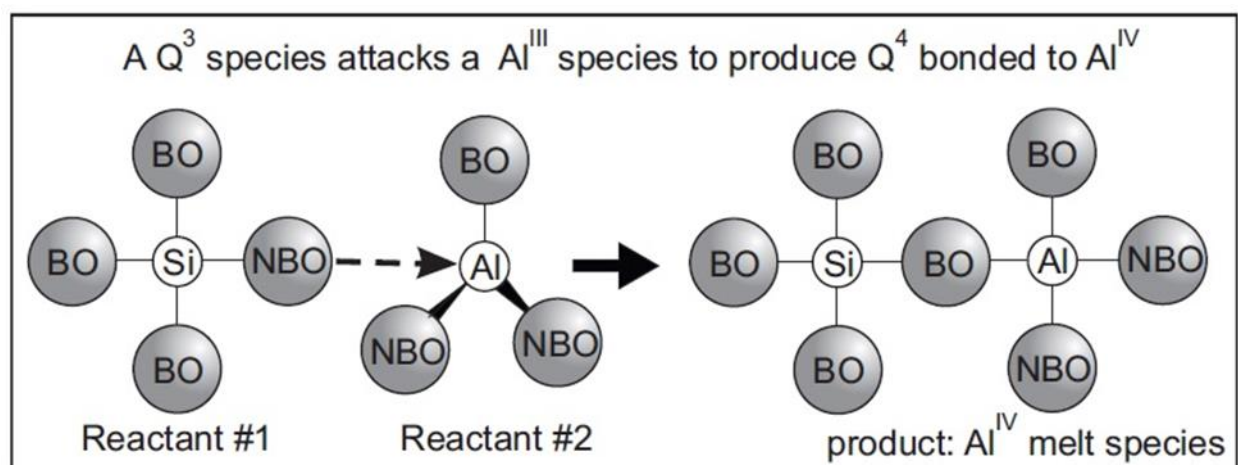 A Q³ species attacks a Alᴵᴵᴵ species to produce Q⁴ bonded to Alᴵⱽ
BO
BO
Si
NBO
BO
BO
Al
NBO
NBO
BO
BO
Si
BO
Al
NBO
BO
BO
NBO
Reactant #1
Reactant #2
product: Alᴵⱽ melt species